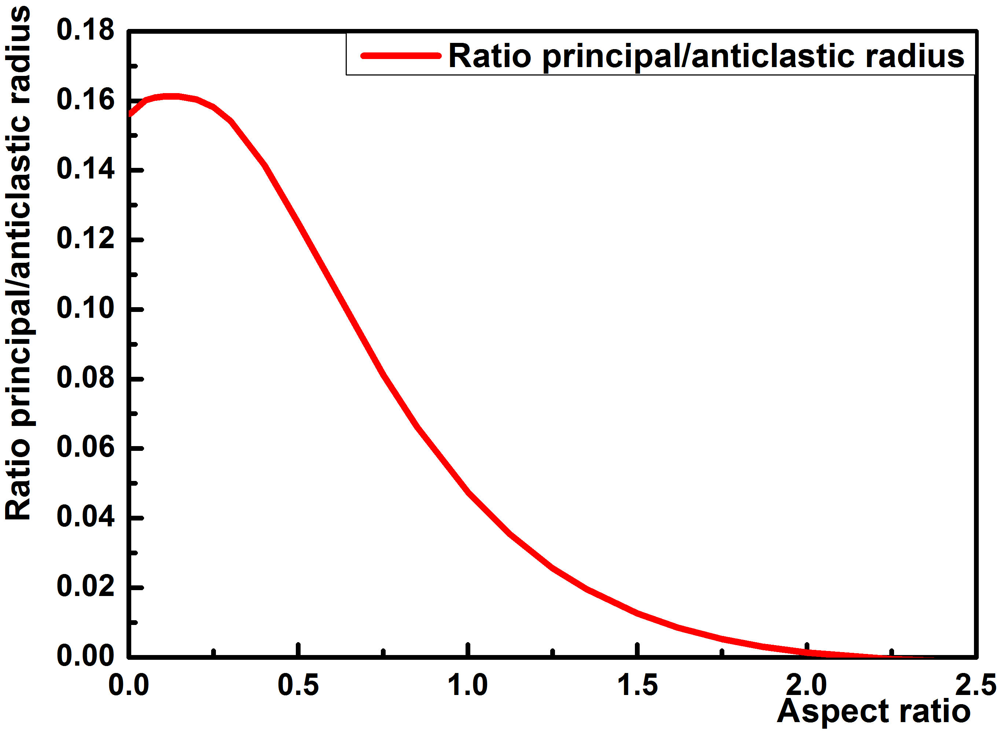 Ratio principal/anticlastic radius
0.18
0.16
0.14
0.12
0.10
0.08
0.06
0.04
0.02
0.00
Ratio principal/anticlastic radius
0.0 0.5 1.0 1.5 2.0 2.5
Aspect ratio